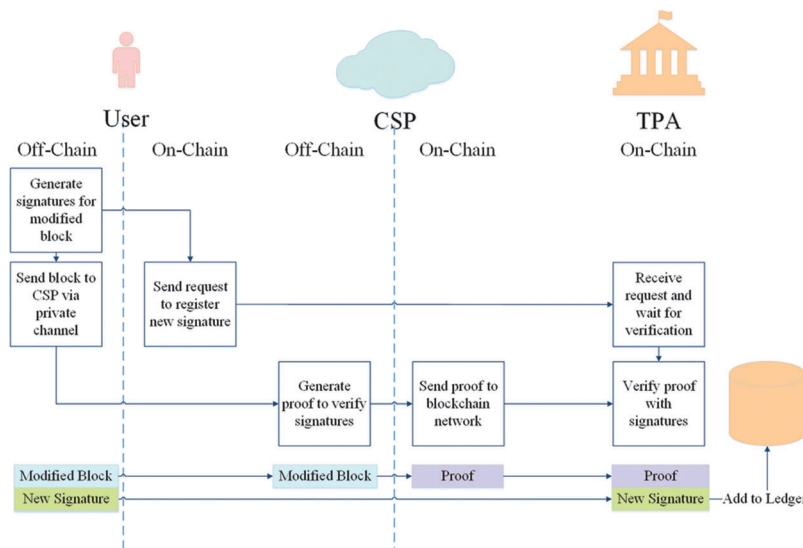 User
CSP
TPA
Off-Chain
On-Chain
Off-Chain
On-Chain
On-Chain
Generate
signatures for
modified
block
Send block to
CSP via
private
channel
Send request
to register
new signature
Receive
request and
wait for
verification
Generate
proof to verify
signatures
Send proof to
blockchain
network
Verify proof
with
signatures
Modified Block
Modified Block
Proof
Proof
New Signature
New Signature
Add to Ledger